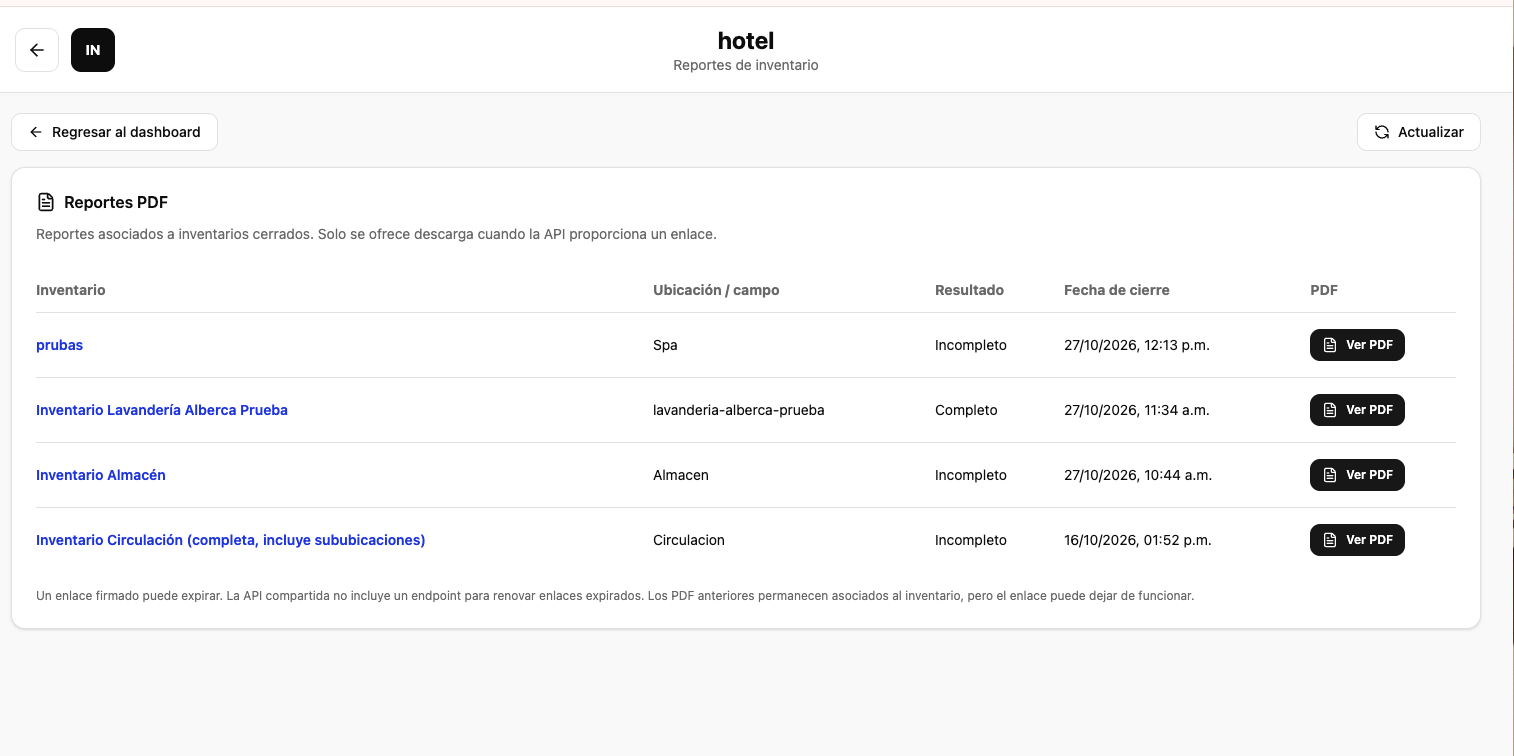 IN
hotel
Reportes de inventario
Regresar al dashboard
Actualizar
Reportes PDF
Reportes asociados a inventarios cerrados. Solo se ofrece descarga cuando la API proporciona un enlace.
Inventario Ubicación / campo Resultado Fecha de cierre PDF
prubas Spa Incompleto 27/10/2026, 12:13 p.m. Ver PDF
Inventario Lavandería Alberca Prueba lavanderia-alberca-prueba Completo 27/10/2026, 11:34 a.m. Ver PDF
Inventario Almacén Almacen Incompleto 27/10/2026, 10:44 a.m. Ver PDF
Inventario Circulación (completa, incluye sububicaciones) Circulacion Incompleto 16/10/2026, 01:52 p.m. Ver PDF
Un enlace firmado puede expirar. La API compartida no incluye un endpoint para renovar enlaces expirados. Los PDF anteriores permanecen asociados al inventario, pero el enlace puede dejar de funcionar.